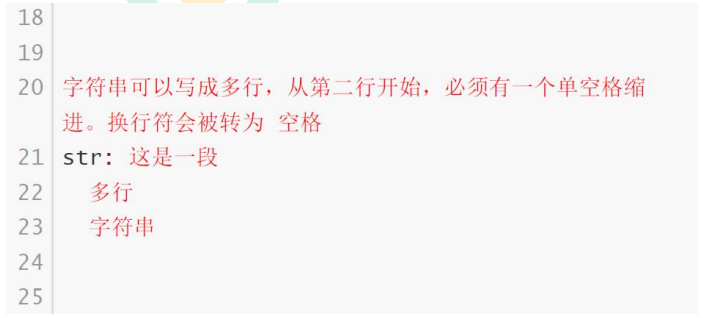 18
19
20 字符串可以写成多行，从第二行开始，必须有一个单空格缩
进。换行符会被转为 空格
21 str: 这是一段
22 多行
23 字符串
24
25